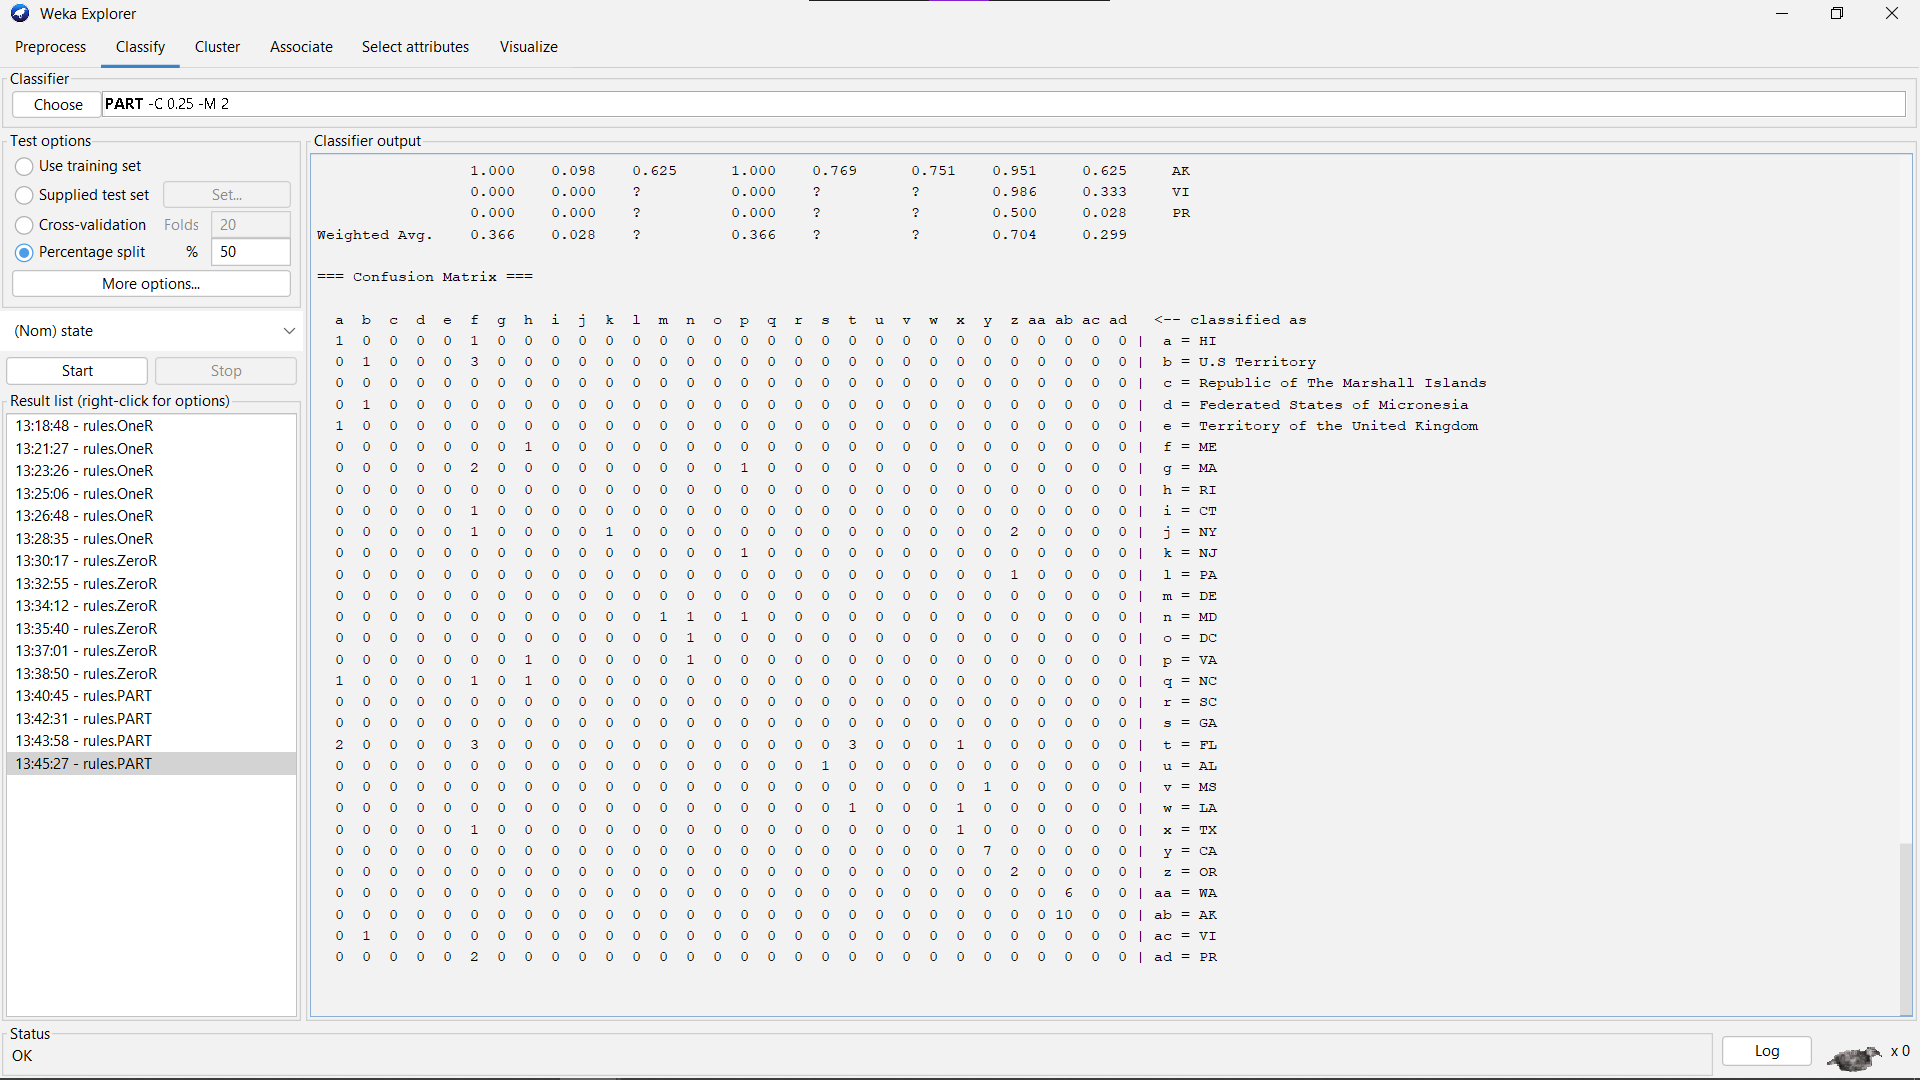 Weka Explorer
Preprocess Classify Cluster Associate Select attributes Visualize
Classifier
Choose PART -C 0.25 -M 2
Test options
Use training set
Supplied test set Set...
Cross-validation Folds 20
Percentage split % 50
More options...
(Nom) state
Start Stop
Result list (right-click for options)
13:18:48 - rules.OneR
13:21:27 - rules.OneR
13:23:26 - rules.OneR
13:25:06 - rules.OneR
13:26:48 - rules.OneR
13:28:35 - rules.OneR
13:30:17 - rules.ZeroR
13:32:55 - rules.ZeroR
13:34:12 - rules.ZeroR
13:35:40 - rules.ZeroR
13:37:01 - rules.ZeroR
13:38:50 - rules.ZeroR
13:40:45 - rules.PART
13:42:31 - rules.PART
13:43:58 - rules.PART
13:45:27 - rules.PART
Classifier output
1.000 0.098 0.625 1.000 0.769 0.751 0.951 0.625 AK
0.000 0.000 ? 0.000 ? ? 0.986 0.333 VI
0.000 0.000 ? 0.000 ? ? 0.500 0.028 PR
Weighted Avg. 0.366 0.028 ? 0.366 ? ? 0.704 0.299
=== Confusion Matrix ===
a b c d e f g h i j k l m n o p q r s t u v w x y z aa ab ac ad <-- classified as
1 0 0 0 0 1 0 0 0 0 0 0 0 0 0 0 0 0 0 0 0 0 0 0 0 0 0 0 0 0 | a = HI
0 1 0 0 0 3 0 0 0 0 0 0 0 0 0 0 0 0 0 0 0 0 0 0 0 0 0 0 0 0 | b = U.S Territory
0 0 0 0 0 0 0 0 0 0 0 0 0 0 0 0 0 0 0 0 0 0 0 0 0 0 0 0 0 0 | c = Republic of The Marshall Islands
0 1 0 0 0 0 0 0 0 0 0 0 0 0 0 0 0 0 0 0 0 0 0 0 0 0 0 0 0 0 | d = Federated States of Micronesia
1 0 0 0 0 0 0 0 0 0 0 0 0 0 0 0 0 0 0 0 0 0 0 0 0 0 0 0 0 0 | e = Territory of the United Kingdom
0 0 0 0 0 0 0 1 0 0 0 0 0 0 0 0 0 0 0 0 0 0 0 0 0 0 0 0 0 0 | f = ME
0 0 0 0 0 2 0 0 0 0 0 0 0 0 0 1 0 0 0 0 0 0 0 0 0 0 0 0 0 0 | g = MA
0 0 0 0 0 0 0 0 0 0 0 0 0 0 0 0 0 0 0 0 0 0 0 0 0 0 0 0 0 0 | h = RI
0 0 0 0 0 1 0 0 0 0 0 0 0 0 0 0 0 0 0 0 0 0 0 0 0 0 0 0 0 0 | i = CT
0 0 0 0 0 1 0 0 0 0 1 0 0 0 0 0 0 0 0 0 0 0 0 0 0 2 0 0 0 0 | j = NY
0 0 0 0 0 0 0 0 0 0 0 0 0 0 0 1 0 0 0 0 0 0 0 0 0 0 0 0 0 0 | k = NJ
0 0 0 0 0 0 0 0 0 0 0 0 0 0 0 0 0 0 0 0 0 0 0 0 0 1 0 0 0 0 | l = PA
0 0 0 0 0 0 0 0 0 0 0 0 0 0 0 0 0 0 0 0 0 0 0 0 0 0 0 0 0 0 | m = DE
0 0 0 0 0 0 0 0 0 0 0 0 1 1 0 1 0 0 0 0 0 0 0 0 0 0 0 0 0 0 | n = MD
0 0 0 0 0 0 0 0 0 0 0 0 0 1 0 0 0 0 0 0 0 0 0 0 0 0 0 0 0 0 | o = DC
0 0 0 0 0 0 0 1 0 0 0 0 0 1 0 0 0 0 0 0 0 0 0 0 0 0 0 0 0 0 | p = VA
1 0 0 0 0 1 0 1 0 0 0 0 0 0 0 0 0 0 0 0 0 0 0 0 0 0 0 0 0 0 | q = NC
0 0 0 0 0 0 0 0 0 0 0 0 0 0 0 0 0 0 0 0 0 0 0 0 0 0 0 0 0 0 | r = SC
0 0 0 0 0 0 0 0 0 0 0 0 0 0 0 0 0 0 0 0 0 0 0 0 0 0 0 0 0 0 | s = GA
2 0 0 0 0 3 0 0 0 0 0 0 0 0 0 0 0 0 0 3 0 0 0 1 0 0 0 0 0 0 | t = FL
0 0 0 0 0 0 0 0 0 0 0 0 0 0 0 0 0 0 1 0 0 0 0 0 0 0 0 0 0 0 | u = AL
0 0 0 0 0 0 0 0 0 0 0 0 0 0 0 0 0 0 0 0 0 0 0 0 1 0 0 0 0 0 | v = MS
0 0 0 0 0 0 0 0 0 0 0 0 0 0 0 0 0 0 0 1 0 0 0 1 0 0 0 0 0 0 | w = LA
0 0 0 0 0 1 0 0 0 0 0 0 0 0 0 0 0 0 0 0 0 0 0 1 0 0 0 0 0 0 | x = TX
0 0 0 0 0 0 0 0 0 0 0 0 0 0 0 0 0 0 0 0 0 0 0 0 7 0 0 0 0 0 | y = CA
0 0 0 0 0 0 0 0 0 0 0 0 0 0 0 0 0 0 0 0 0 0 0 0 0 2 0 0 0 0 | z = OR
0 0 0 0 0 0 0 0 0 0 0 0 0 0 0 0 0 0 0 0 0 0 0 0 0 0 0 6 0 0 | aa = WA
0 0 0 0 0 0 0 0 0 0 0 0 0 0 0 0 0 0 0 0 0 0 0 0 0 0 0 10 0 0 | ab = AK
0 1 0 0 0 0 0 0 0 0 0 0 0 0 0 0 0 0 0 0 0 0 0 0 0 0 0 0 0 0 | ac = VI
0 0 0 0 0 2 0 0 0 0 0 0 0 0 0 0 0 0 0 0 0 0 0 0 0 0 0 0 0 0 | ad = PR
Status
OK
Log x 0